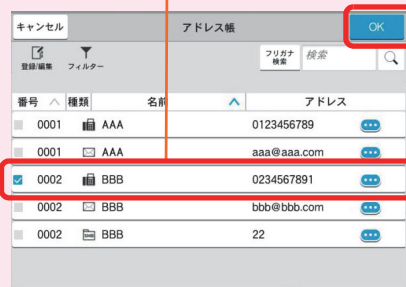 キャンセル アドレス帳 OK
登録/編集 フィルター フリガナ 検索 検索
番号 種類 名前 アドレス
0001 AAA 0123456789
0001 AAA aaa@aaa.com
0002 BBB 0234567891
0002 BBB bbb@bbb.com
0002 BBB 22